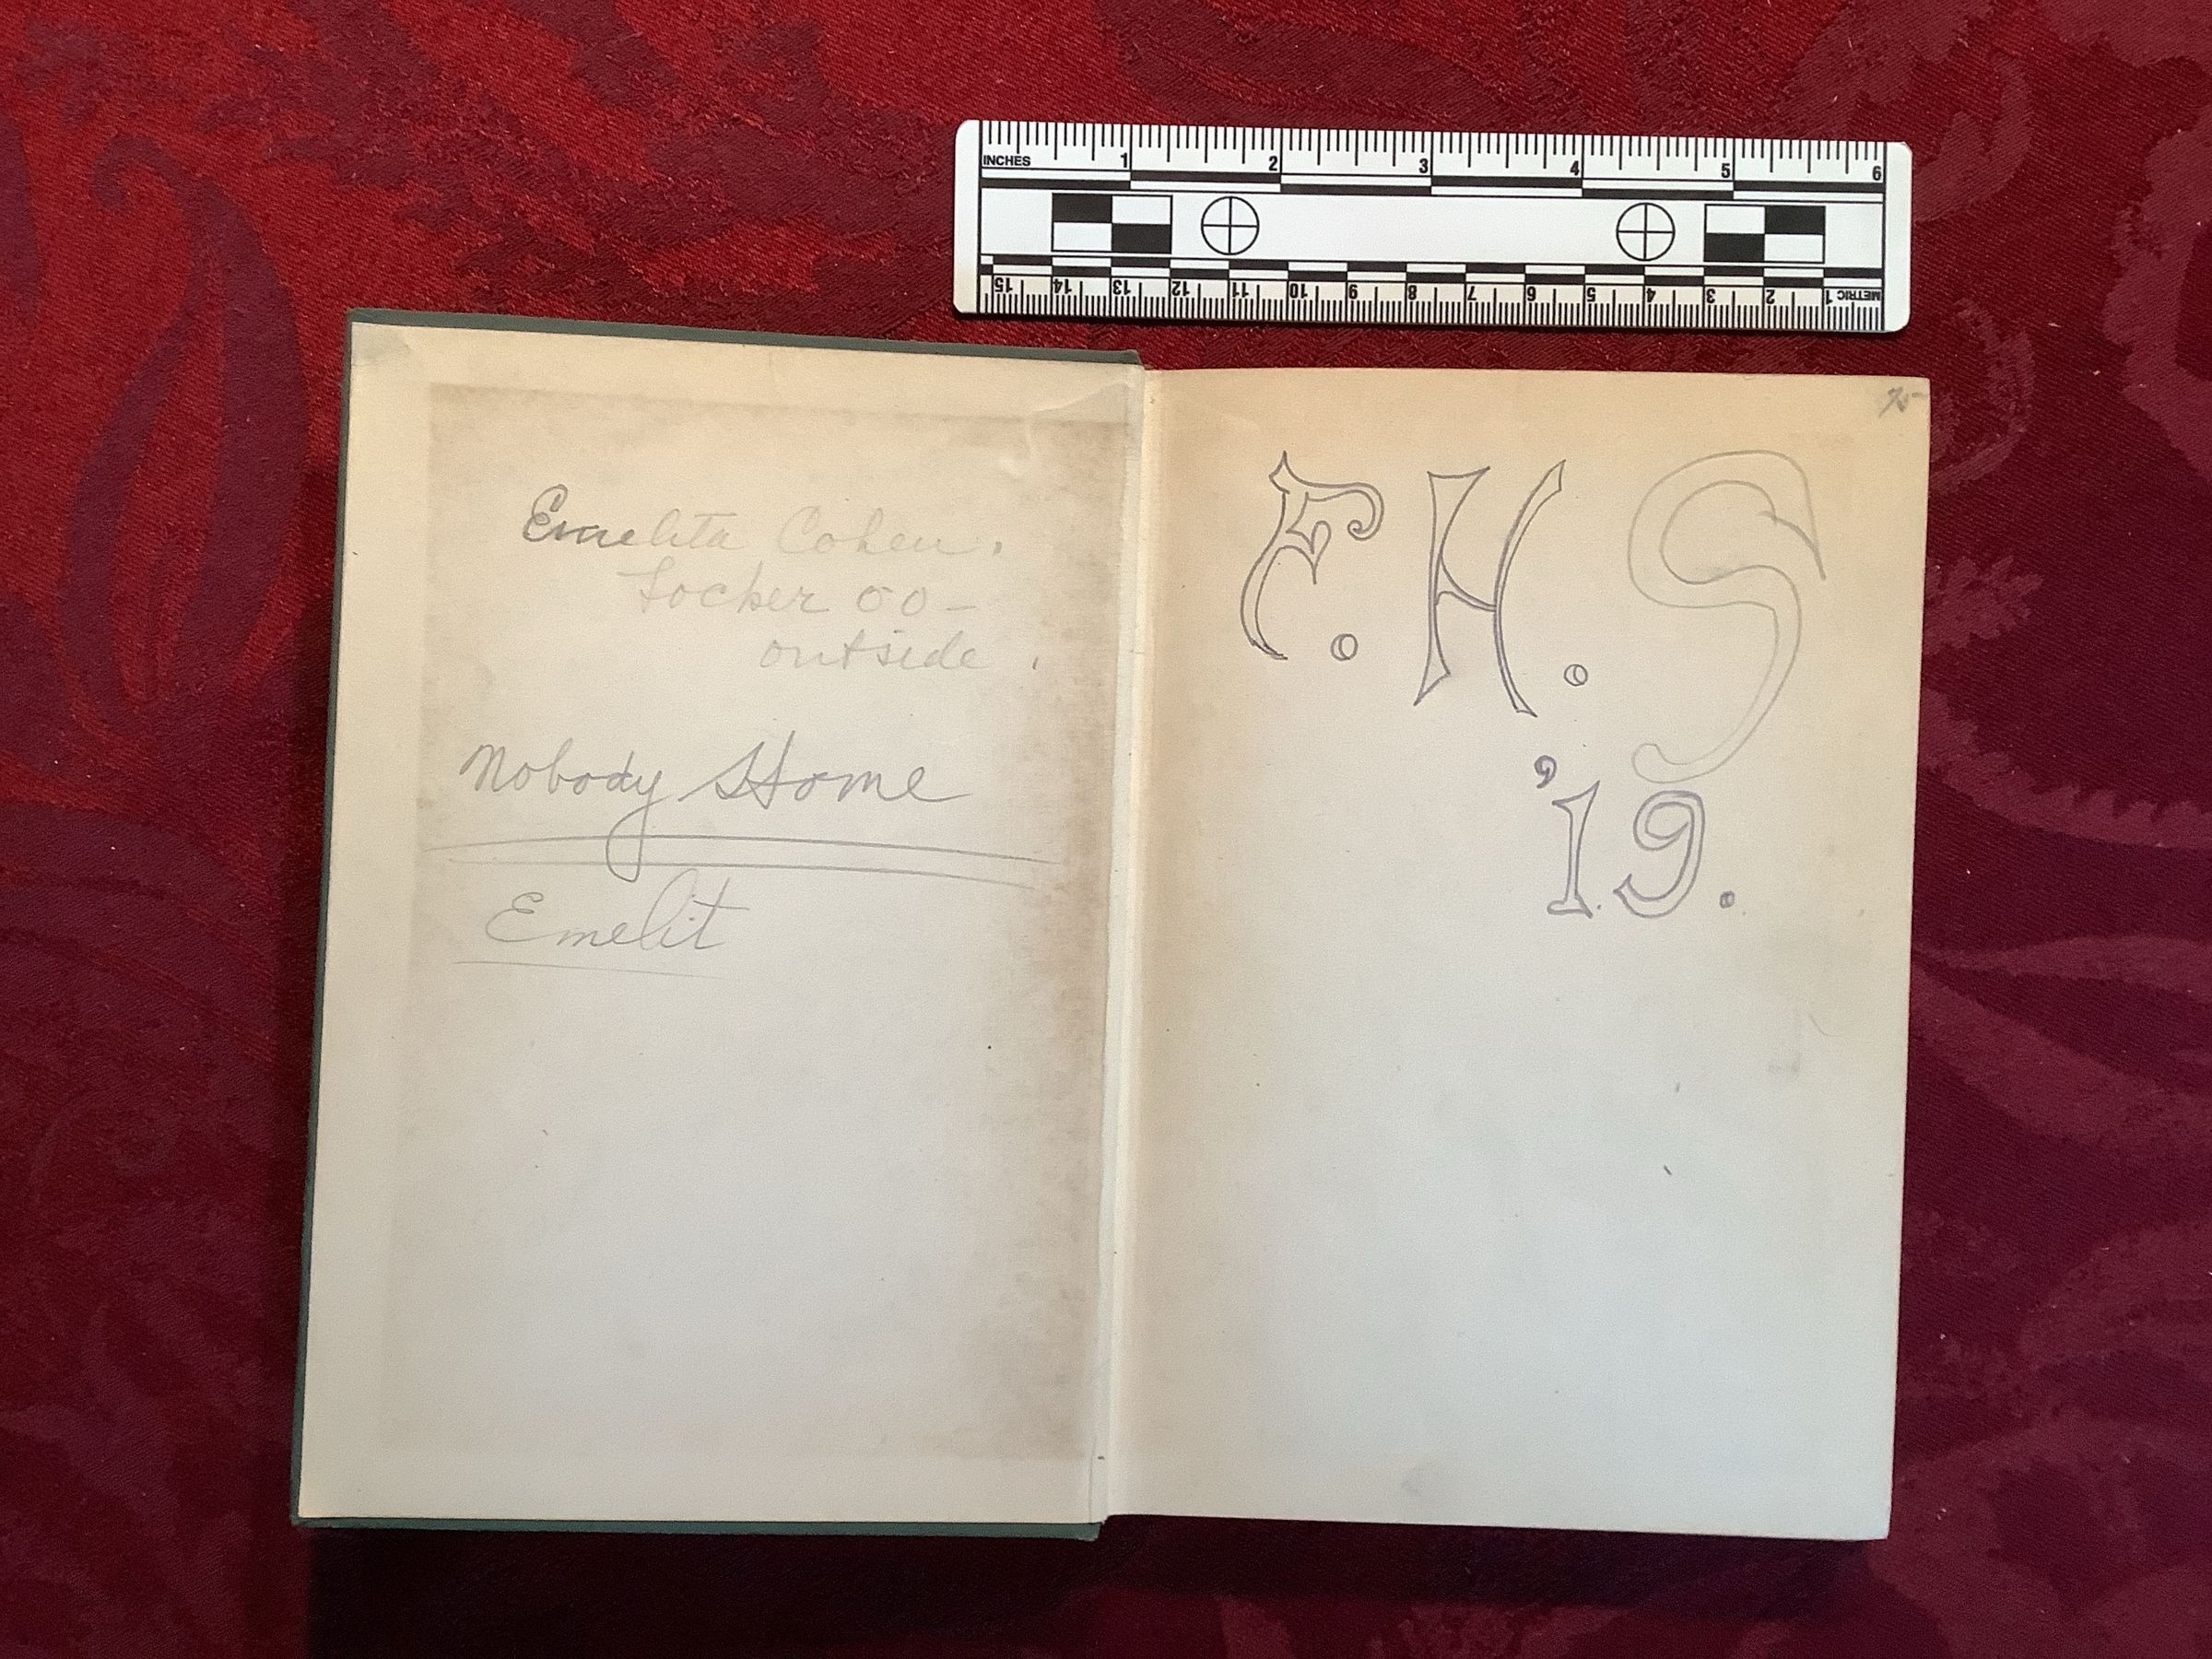 INCHES 1 2 3 4 5 6
15 14 13 12 11 10 9 8 7 6 5 4 3 2 1 METRIC
Emelita Cohen.
Locker 00-
outside.
Nobody Home
Emelit
75-
E.H.S
'19.